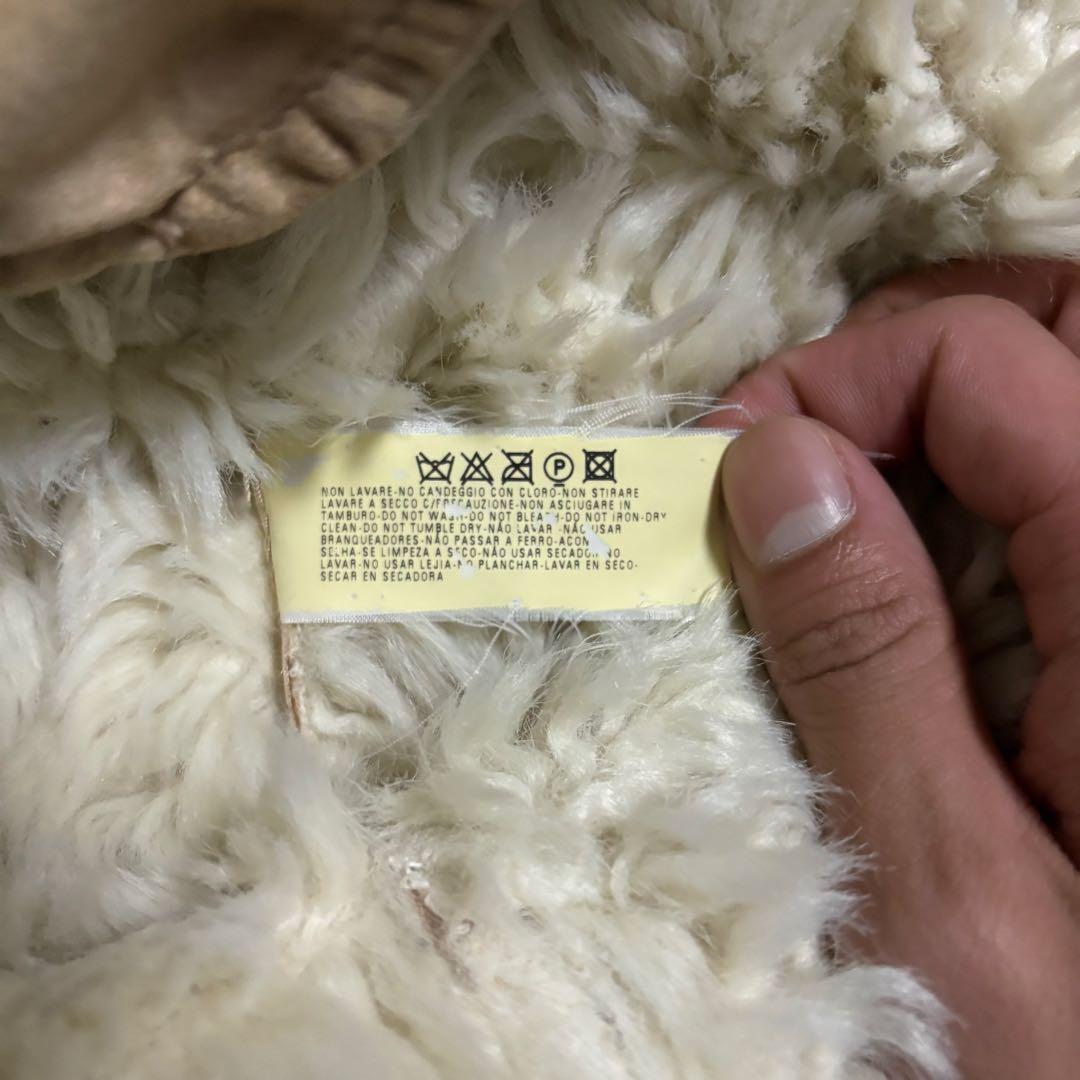 P
NON LAVARE-NO CANDEGGIO CON CLORO-NON STIRARE
LAVARE A SECCO C/PRECAUZIONE-NON ASCIUGARE IN
TAMBURO-DO NOT WASH-DO NOT BLEACH-DO NOT IRON-DRY
CLEAN-DO NOT TUMBLE DRY-NÃO LAVAR-NÃO USAR
BRANQUEADORES-NÃO PASSAR A FERRO-ACON
SELHA-SE LIMPEZA A SECO-NÃO USAR SECADOR-NO
LAVAR-NO USAR LEJIA-NO PLANCHAR-LAVAR EN SECO-
SECAR EN SECADORA